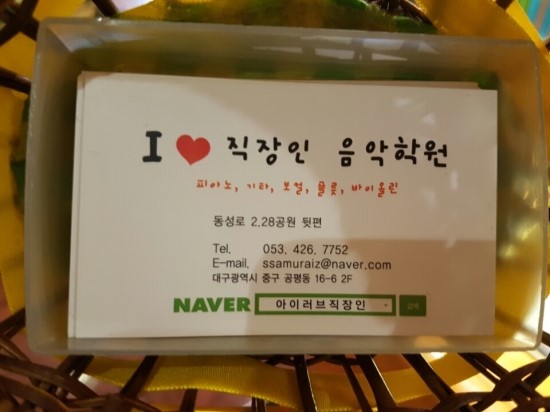 I ♥ 직장인 음악학원
피아노, 기타, 보컬, 플룻, 바이올린
동성로 2.28공원 뒷편
Tel. 053. 426. 7752
E-mail. ssamuraiz@naver.com
대구광역시 중구 공평동 16-6 2F
NAVER 아이러브직장인 검색